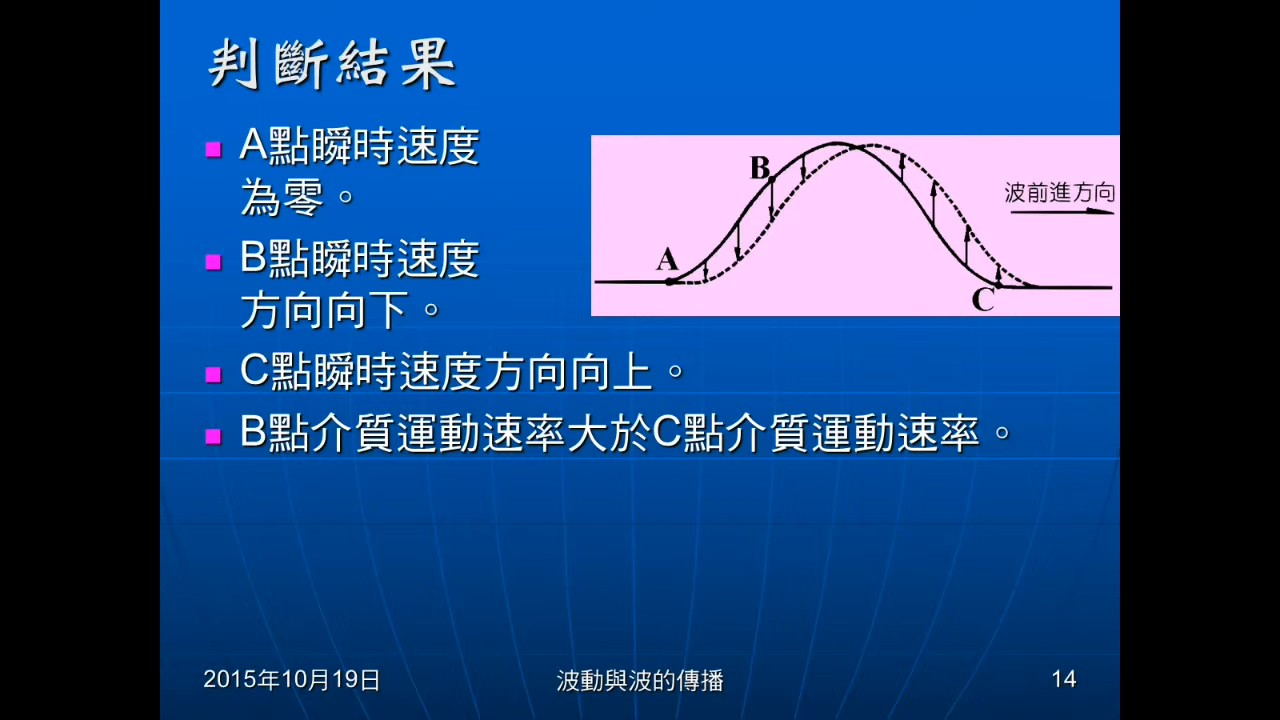 判斷結果
A點瞬時速度
為零。
B點瞬時速度
方向向下。
C點瞬時速度方向向上。
B點介質運動速率大於C點介質運動速率。
B
波前進方向
A
C
2015年10月19日
波動與波的傳播
14